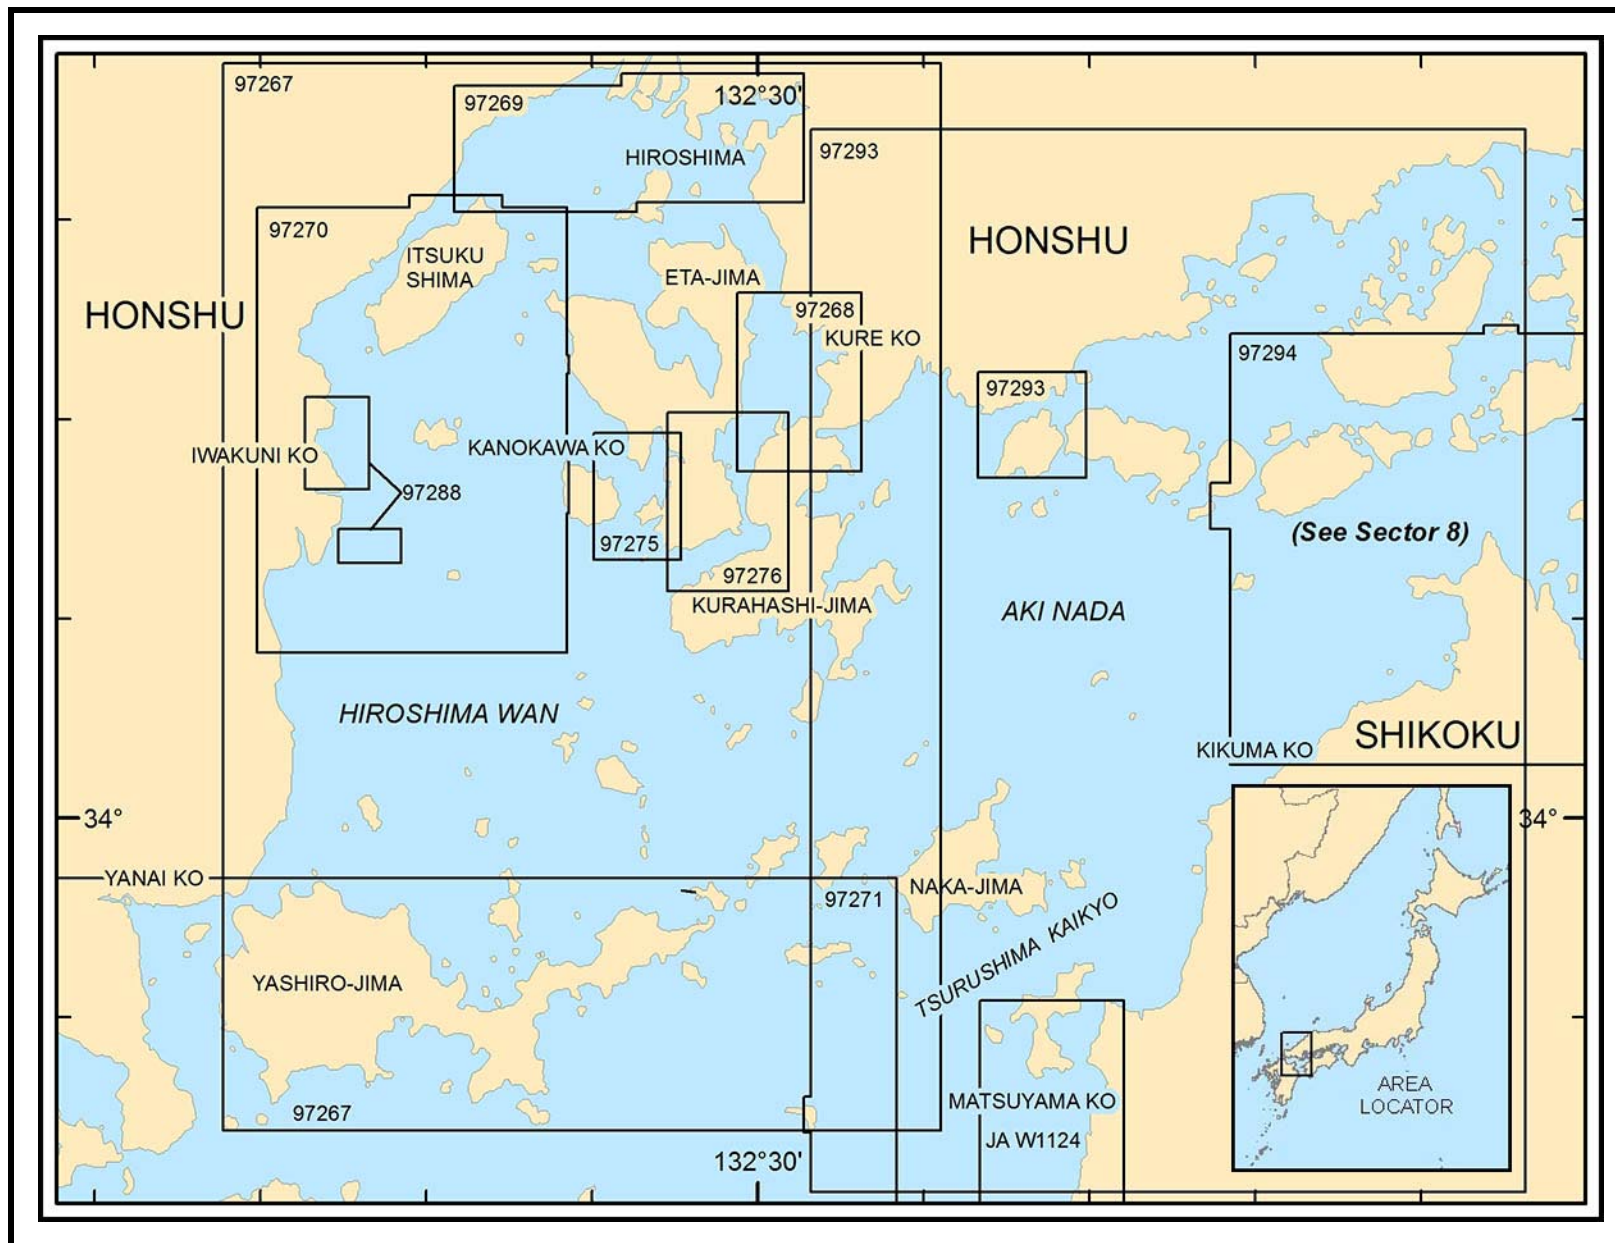 97267
97269
132°30'
HIROSHIMA
97293
97270
ITSUKU
SHIMA
HONSHU
ETA-JIMA
HONSHU
97268
KURE KO
97294
97293
IWAKUNI KO
KANOKAWA KO
97288
97275
97276
(See Sector 8)
KURAHASHI-JIMA
AKI NADA
HIROSHIMA WAN
SHIKOKU
KIKUMA KO
34°
34°
YANAI KO
97271
NAKA-JIMA
TSURUSHIMA KAIKYO
YASHIRO-JIMA
97267
MATSUYAMA KO
JA W1124
132°30'
AREA
LOCATOR